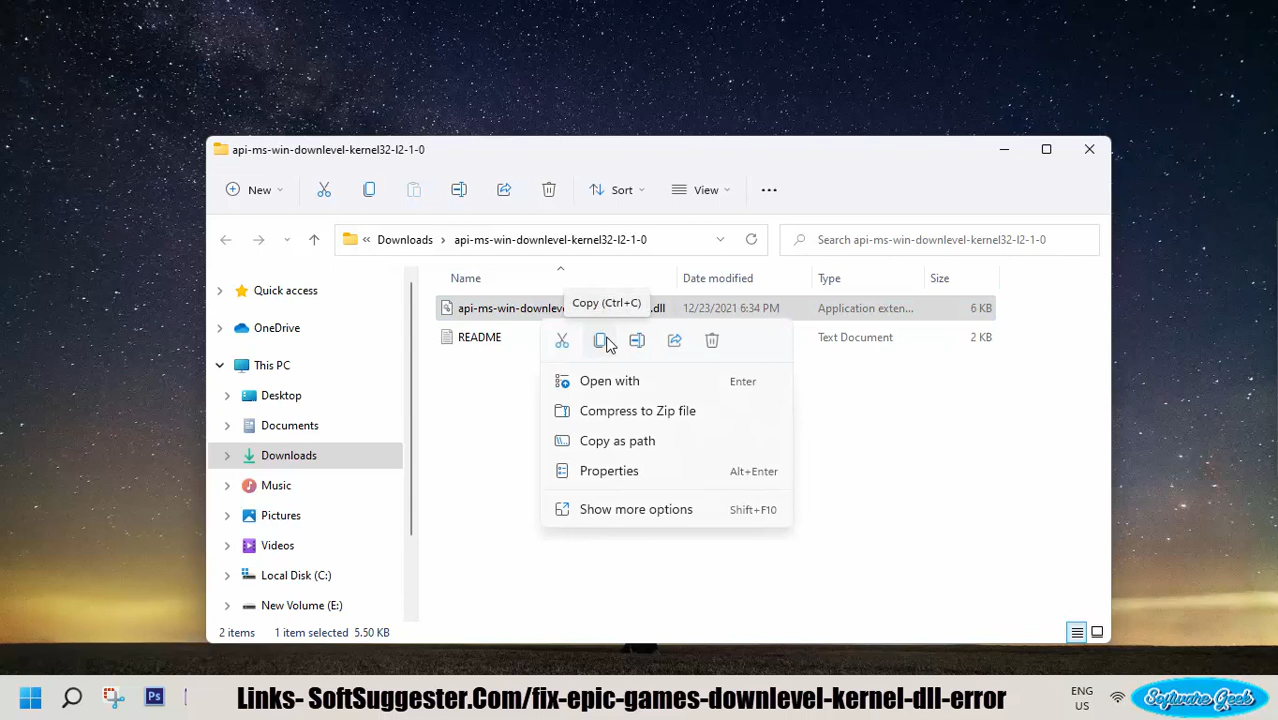 api-ms-win-downlevel-kernel32-l2-1-0
New
Sort
View
Downloads
api-ms-win-downlevel-kernel32-l2-1-0
Search api-ms-win-downlevel-kernel32-l2-1-0
Name
Date modified
Type
Size
Quick access
Copy (Ctrl+C)
api-ms-win-downlevel
.dll
12/23/2021 6:34 PM
Application exten...
6 KB
README
Text Document
2 KB
OneDrive
This PC
Desktop
Documents
Downloads
Music
Pictures
Videos
Local Disk (C:)
New Volume (E:)
Open with
Enter
Compress to Zip file
Copy as path
Properties
Alt+Enter
Show more options
Shift+F10
2 items
1 item selected 5.50 KB
Ps
Links- SoftSuggester.Com/fix-epic-games-downlevel-kernel-dll-error
ENG
US
Software Geek